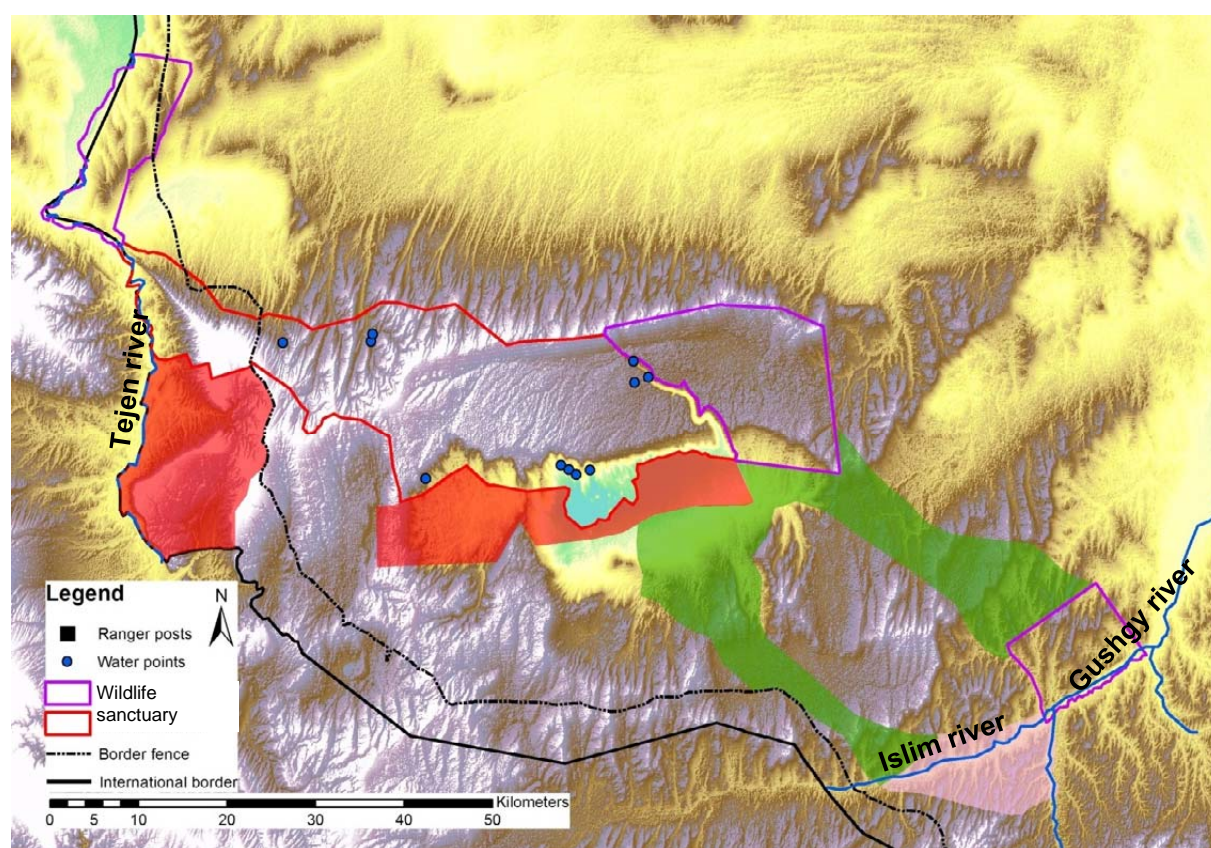 Tejen river
Gushgy river
Islim river
Legend
N
Ranger posts
Water points
Wildlife
sanctuary
Border fence
International border
Kilometers
0 5 10 20 30 40 50